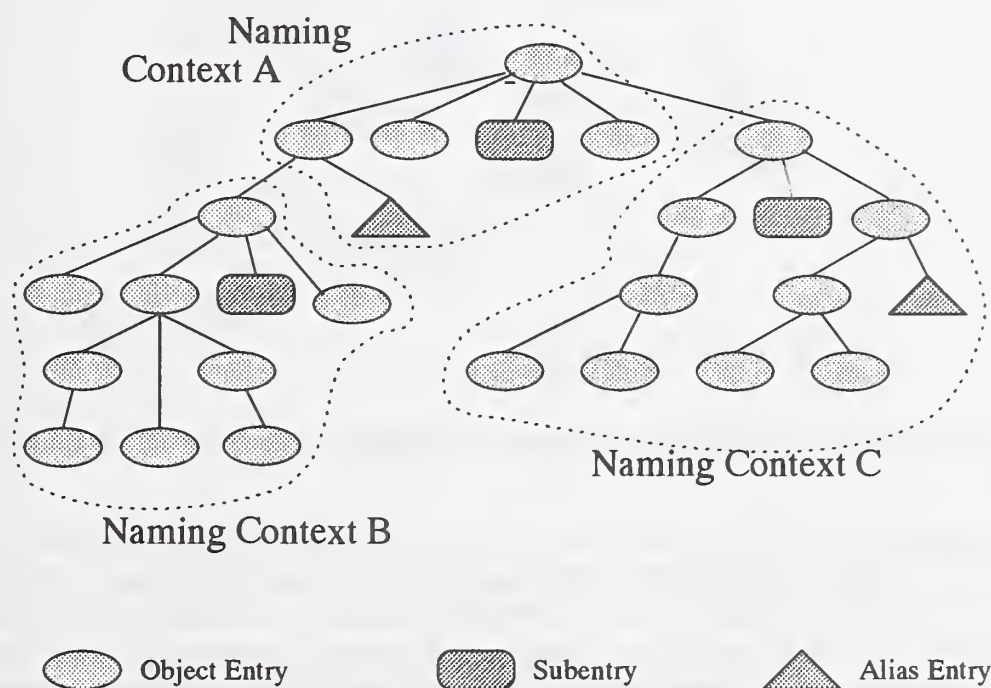 Naming
Context A
Naming Context C
Naming Context B
Object Entry
Subentry
Alias Entry